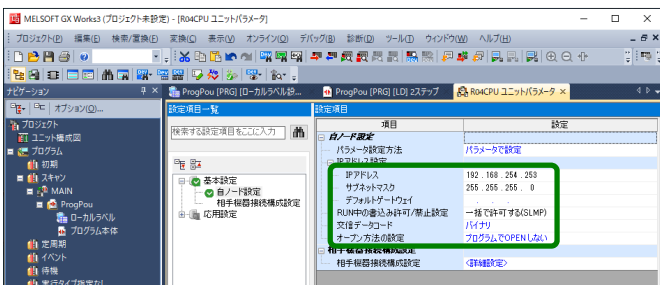 MELSOFT GX Works3 (プロジェクト未設定) - [R04CPU ユニットパラメータ]
プロジェクト(P) 編集(E) 検索/置換(F) 変換(C) 表示(V) オンライン(O) デバッグ(B) 診断(D) ツール(T) ウィンドウ(W) ヘルプ(H)
ナビゲーション
ProgPou [PRG] [ローカルラベル設...
ProgPou [PRG] [LD] 2ステップ
R04CPU ユニットパラメータ
オプション(O)...
プロジェクト
ユニット構成図
プログラム
初期
スキャン
MAIN
ProgPou
ローカルラベル
プログラム本体
定周期
イベント
待機
実行タイプ指定なし
設定項目一覧
検索する設定項目をここに入力
基本設定
自ノード設定
相手機器接続構成設定
応用設定
設定項目
項目 設定
自ノード設定
パラメータ設定方法 パラメータで設定
IPアドレス設定
IPアドレス 192 . 168 . 254 . 253
サブネットマスク 255 . 255 . 255 . 0
デフォルトゲートウェイ . . .
RUN中の書込み許可/禁止設定 一括で許可する(SLMP)
交信データコード バイナリ
オープン方法の設定 プログラムでOPENしない
相手機器接続構成設定
相手機器接続構成設定 <詳細設定>